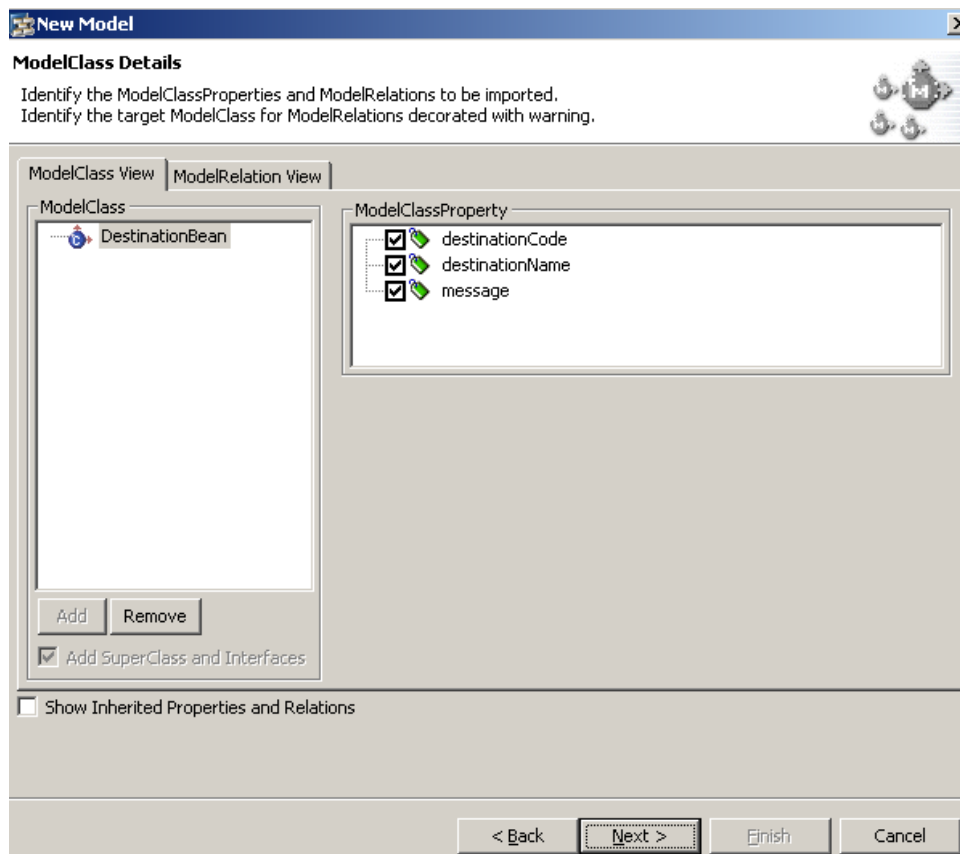 New Model
ModelClass Details
Identify the ModelClassProperties and ModelRelations to be imported.
Identify the target ModelClass for ModelRelations decorated with warning.
ModelClass View
ModelRelation View
ModelClass
DestinationBean
ModelClassProperty
destinationCode
destinationName
message
Add
Remove
Add SuperClass and Interfaces
Show Inherited Properties and Relations
< Back
Next >
Finish
Cancel